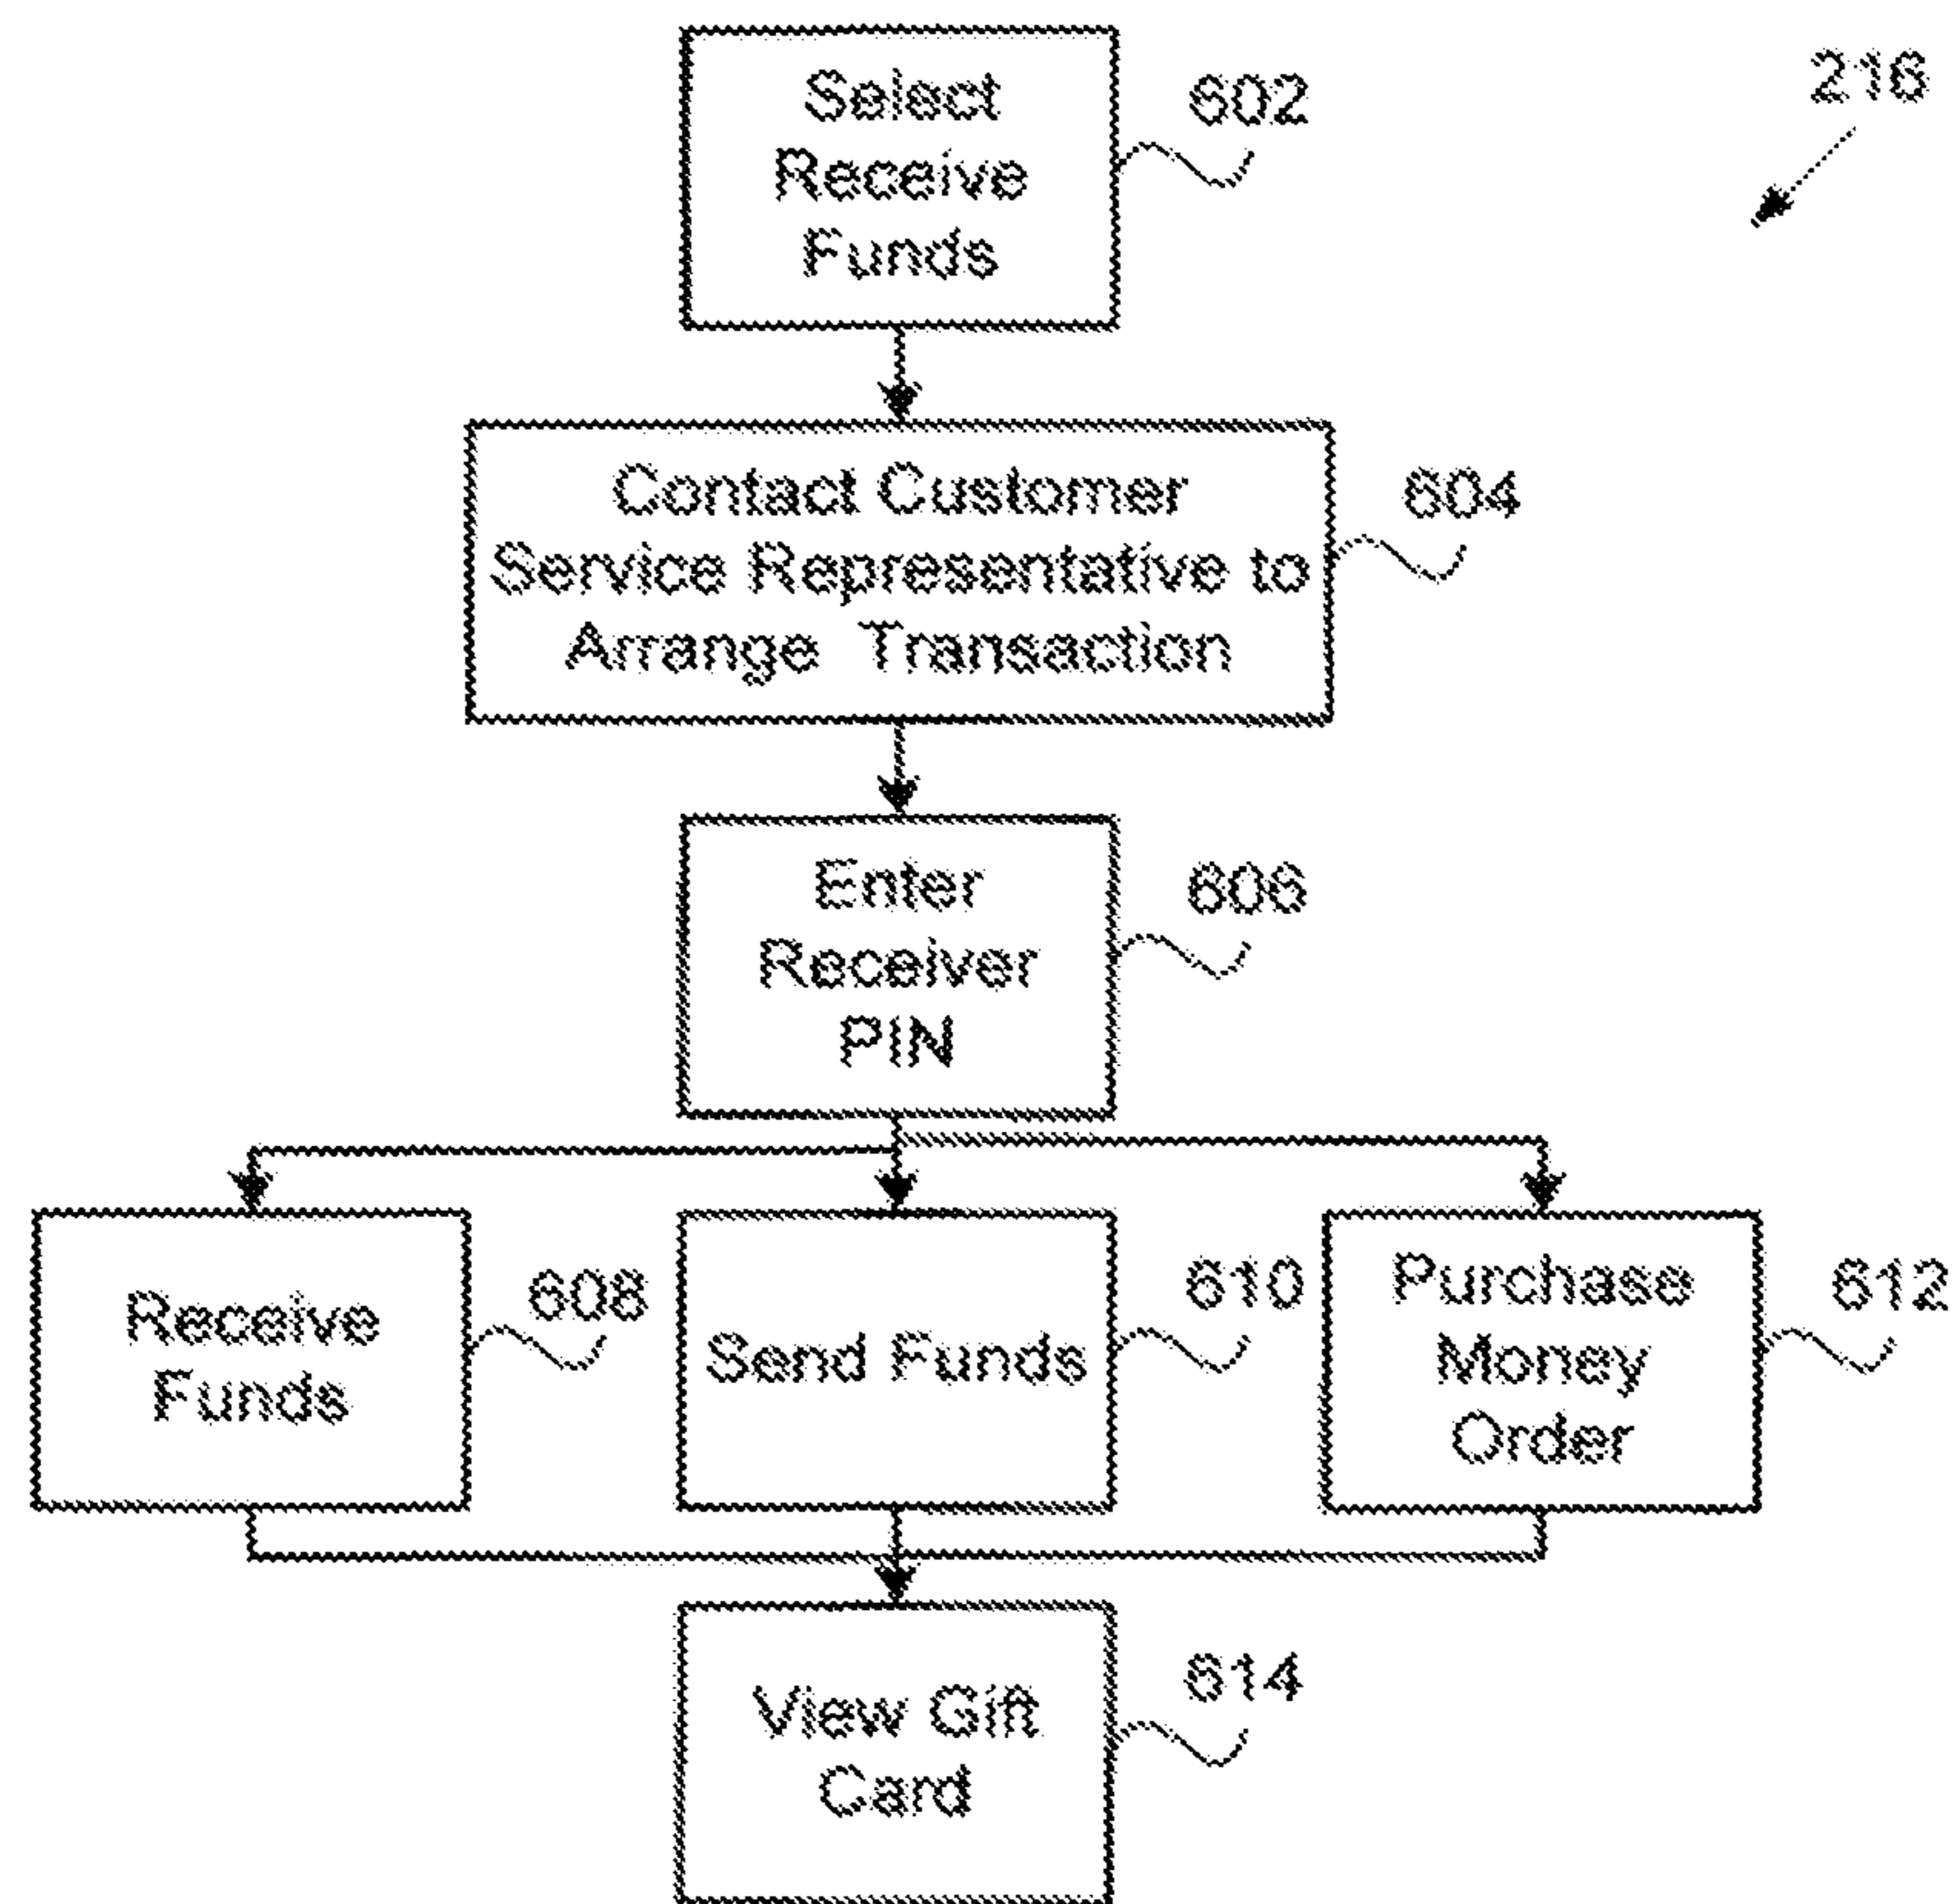 Select
Receive
Funds
602
216
Contact Customer
Service Representative to
Arrange Transaction
604
Enter
Receiver
PIN
606
Receive
Funds
608
Send Funds
610
Purchase
Money
Order
612
View Gift
Card
614